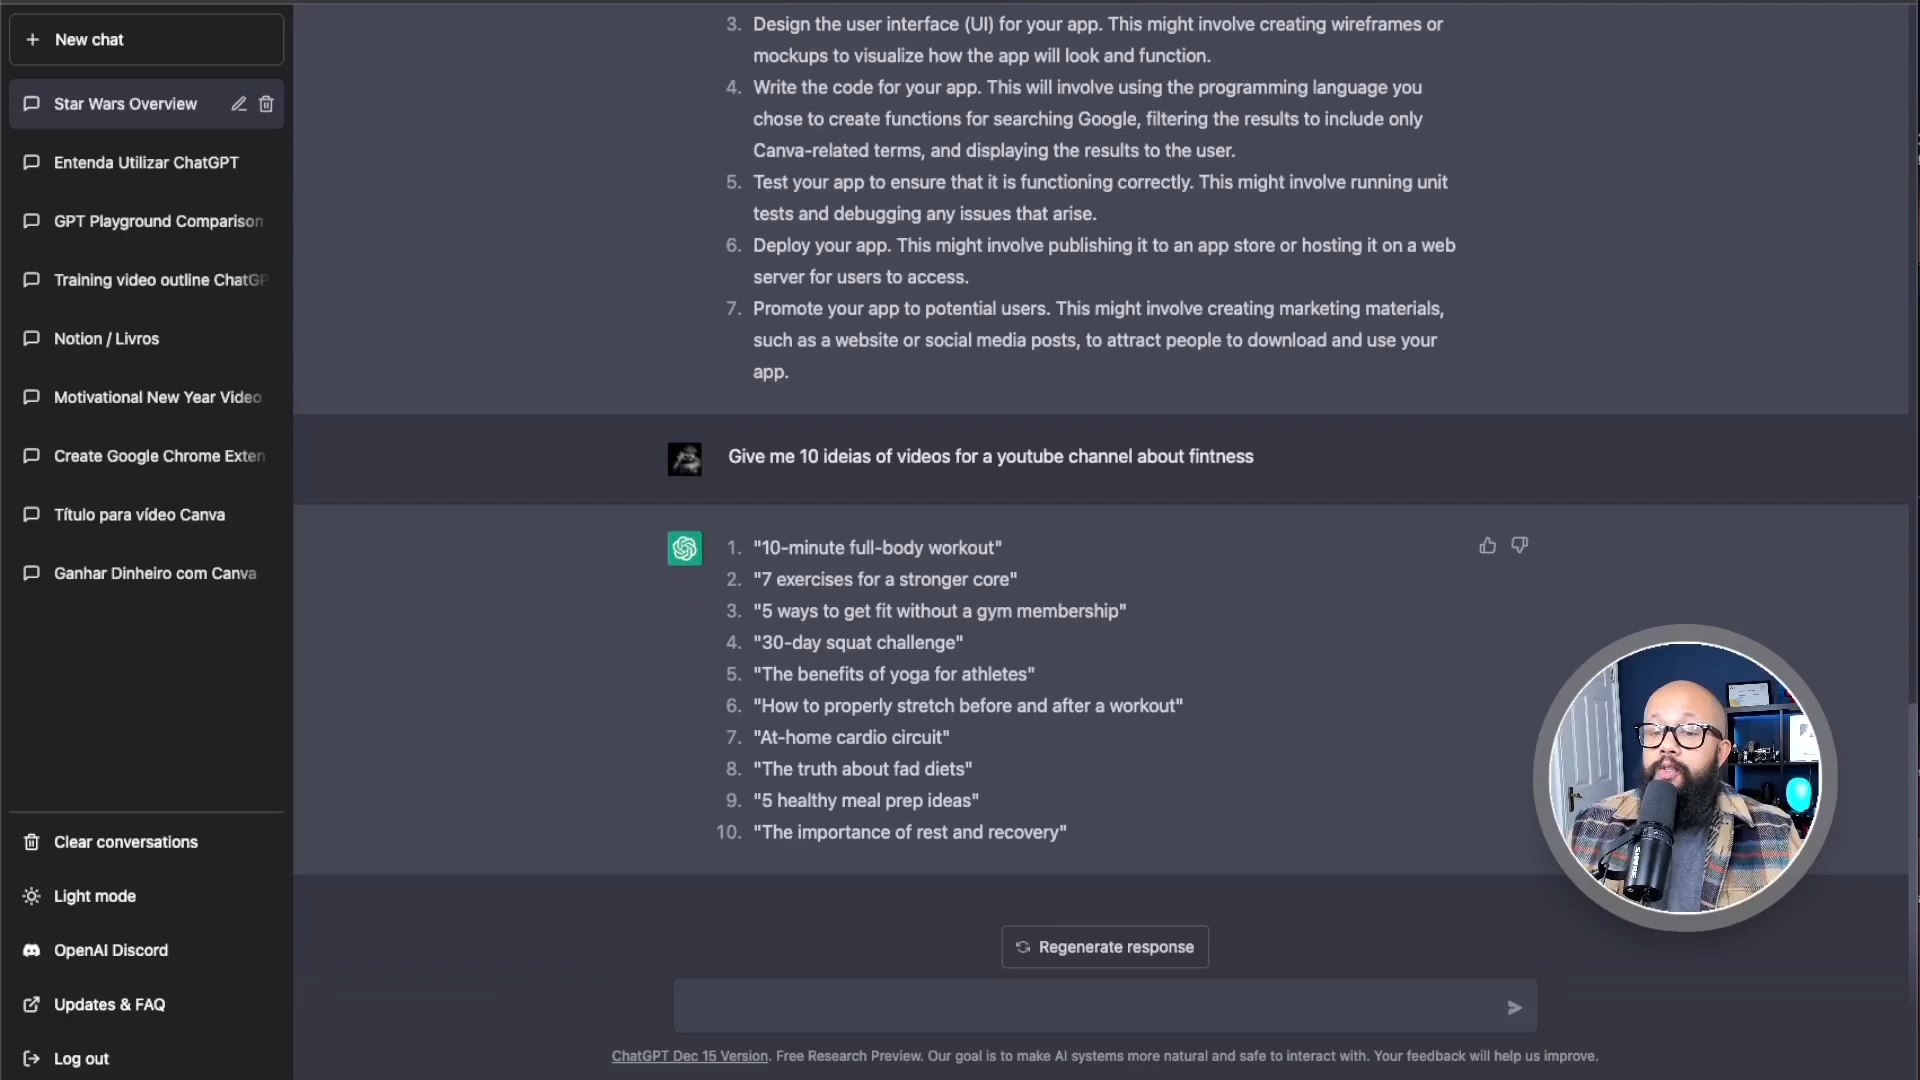 New chat
Star Wars Overview
Entenda Utilizar ChatGPT
GPT Playground Comparison
Training video outline ChatGP
Notion / Livros
Motivational New Year Video
Create Google Chrome Exten
Título para vídeo Canva
Ganhar Dinheiro com Canva
Clear conversations
Light mode
OpenAI Discord
Updates & FAQ
Log out
3. Design the user interface (UI) for your app. This might involve creating wireframes or
mockups to visualize how the app will look and function.
4. Write the code for your app. This will involve using the programming language you
chose to create functions for searching Google, filtering the results to include only
Canva-related terms, and displaying the results to the user.
5. Test your app to ensure that it is functioning correctly. This might involve running unit
tests and debugging any issues that arise.
6. Deploy your app. This might involve publishing it to an app store or hosting it on a web
server for users to access.
7. Promote your app to potential users. This might involve creating marketing materials,
such as a website or social media posts, to attract people to download and use your
app.
Give me 10 ideias of videos for a youtube channel about fintness
1. "10-minute full-body workout"
2. "7 exercises for a stronger core"
3. "5 ways to get fit without a gym membership"
4. "30-day squat challenge"
5. "The benefits of yoga for athletes"
6. "How to properly stretch before and after a workout"
7. "At-home cardio circuit"
8. "The truth about fad diets"
9. "5 healthy meal prep ideas"
10. "The importance of rest and recovery"
Regenerate response
ChatGPT Dec 15 Version. Free Research Preview. Our goal is to make AI systems more natural and safe to interact with. Your feedback will help us improve.